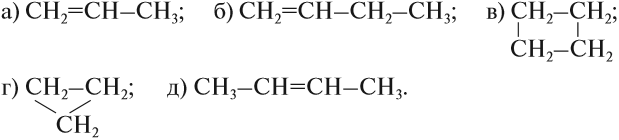 а) CH₂=CH–CH₃; б) CH₂=CH–CH₂–CH₃; в) CH₂–CH₂;
CH₂–CH₂
г) CH₂–CH₂; д) CH₃–CH=CH–CH₃.
CH₂